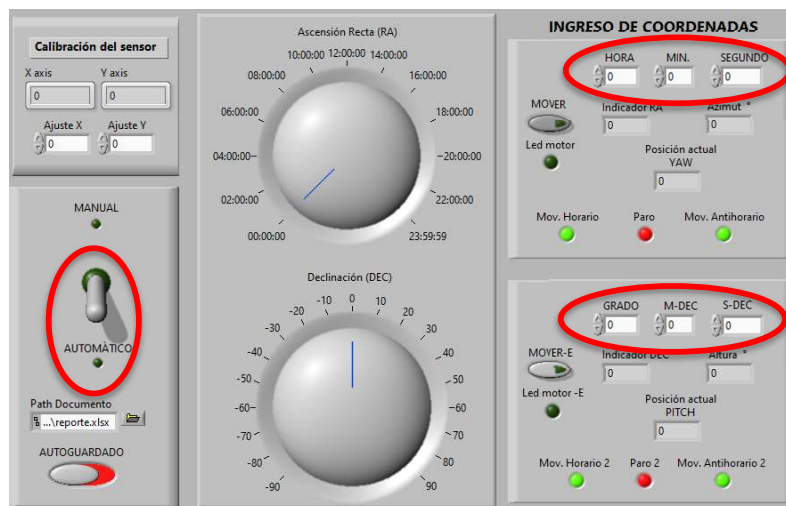 Calibración del sensor
X axis Y axis
0 0
Ajuste X Ajuste Y
0 0
MANUAL
AUTOMÀTICO
Path Documento
...\reporte.xlsx
AUTOGUARDADO
Ascensión Recta (RA)
00:00:00
02:00:00
04:00:00
06:00:00
08:00:00
10:00:00
12:00:00
14:00:00
16:00:00
18:00:00
20:00:00
22:00:00
23:59:59
Declinación (DEC)
-90
-80
-70
-60
-50
-40
-30
-20
-10
0
10
20
30
40
50
60
70
80
90
INGRESO DE COORDENADAS
HORA MIN. SEGUNDO
0 0 0
MOVER Indicador RA Azimut °
0 0
Led motor Posición actual
YAW
0
Mov. Horario Paro Mov. Antihorario
GRADO M-DEC S-DEC
0 0 0
MOVER-E Indicador DEC Altura °
0 0
Led motor -E Posición actual
PITCH
0
Mov. Horario 2 Paro 2 Mov. Antihorario 2